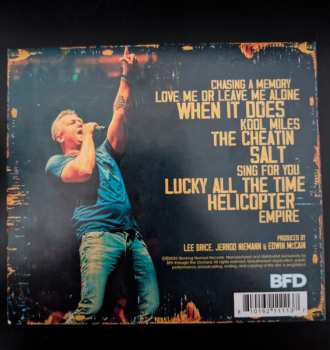 CHASING A MEMORY
LOVE ME OR LEAVE ME ALONE
WHEN IT DOES
KOOL MILES
THE CHEATIN
SALT
SING FOR YOU
LUCKY ALL THE TIME
HELICOPTER
EMPIRE
PRODUCED BY
LEE BRICE, JERROD NIEMANN & EDWIN McCAIN
BFD